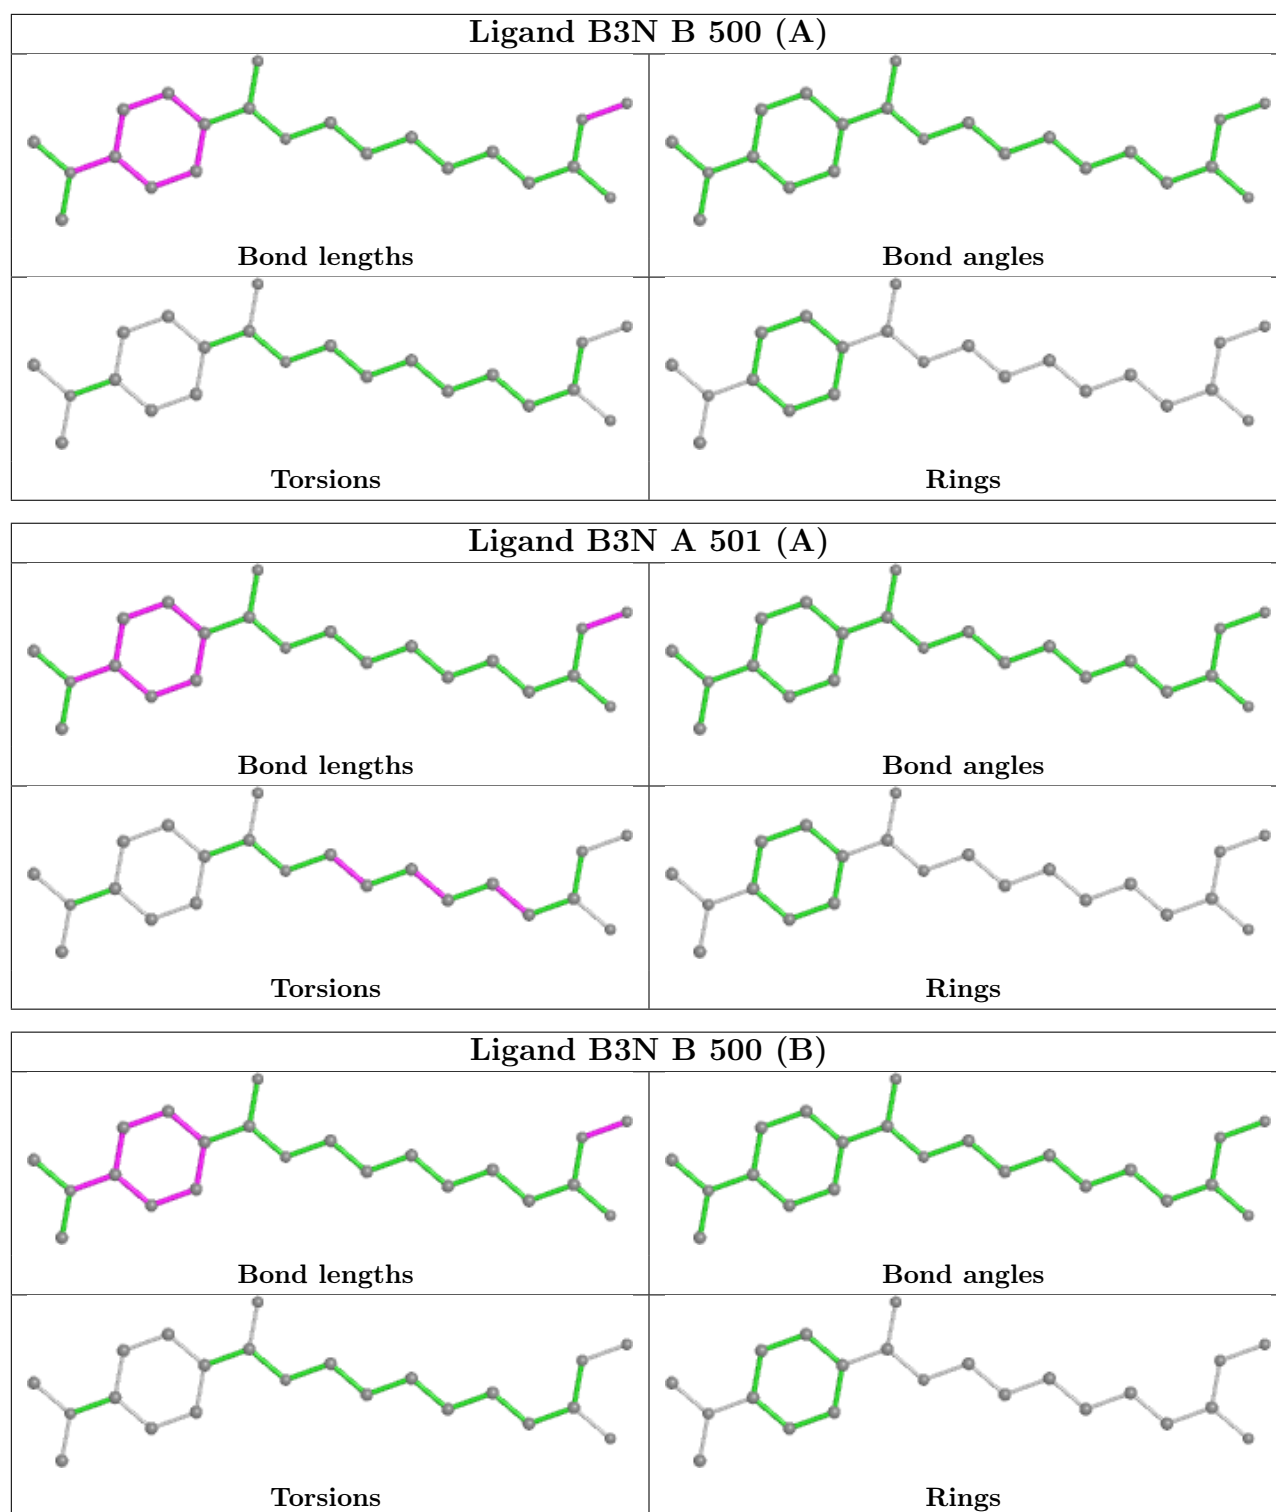 Ligand B3N B 500 (A)
Bond lengths
Bond angles
Torsions
Rings
Ligand B3N A 501 (A)
Bond lengths
Bond angles
Torsions
Rings
Ligand B3N B 500 (B)
Bond lengths
Bond angles
Torsions
Rings